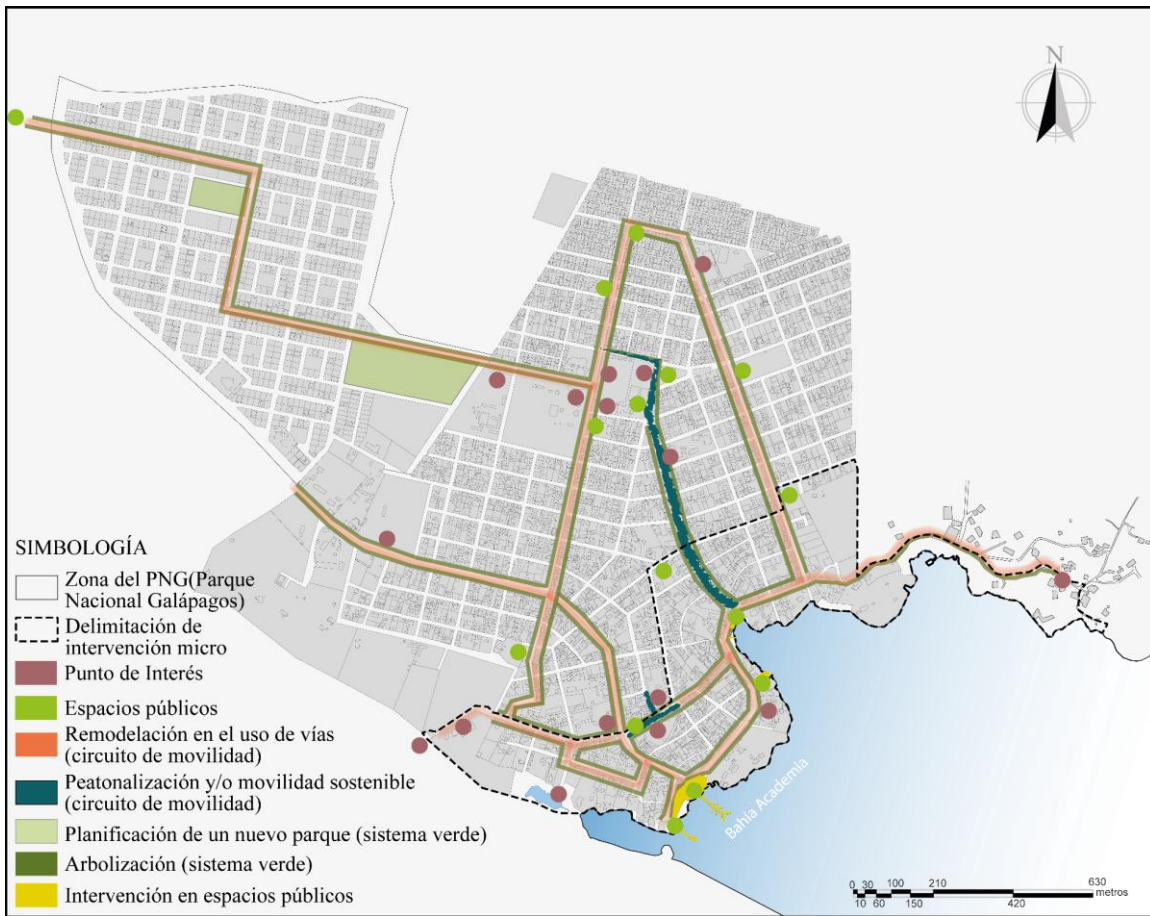 N
SIMBOLOGÍA
Zona del PNG(Parque
Nacional Galápagos)
Delimitación de
intervención micro
Punto de Interés
Espacios públicos
Remodelación en el uso de vías
(circuito de movilidad)
Peatonalización y/o movilidad sostenible
(circuito de movilidad)
Planificación de un nuevo parque (sistema verde)
Arbolización (sistema verde)
Intervención en espacios públicos
Bahía Academia
0 30 100 210 630
metros
10 60 150 420